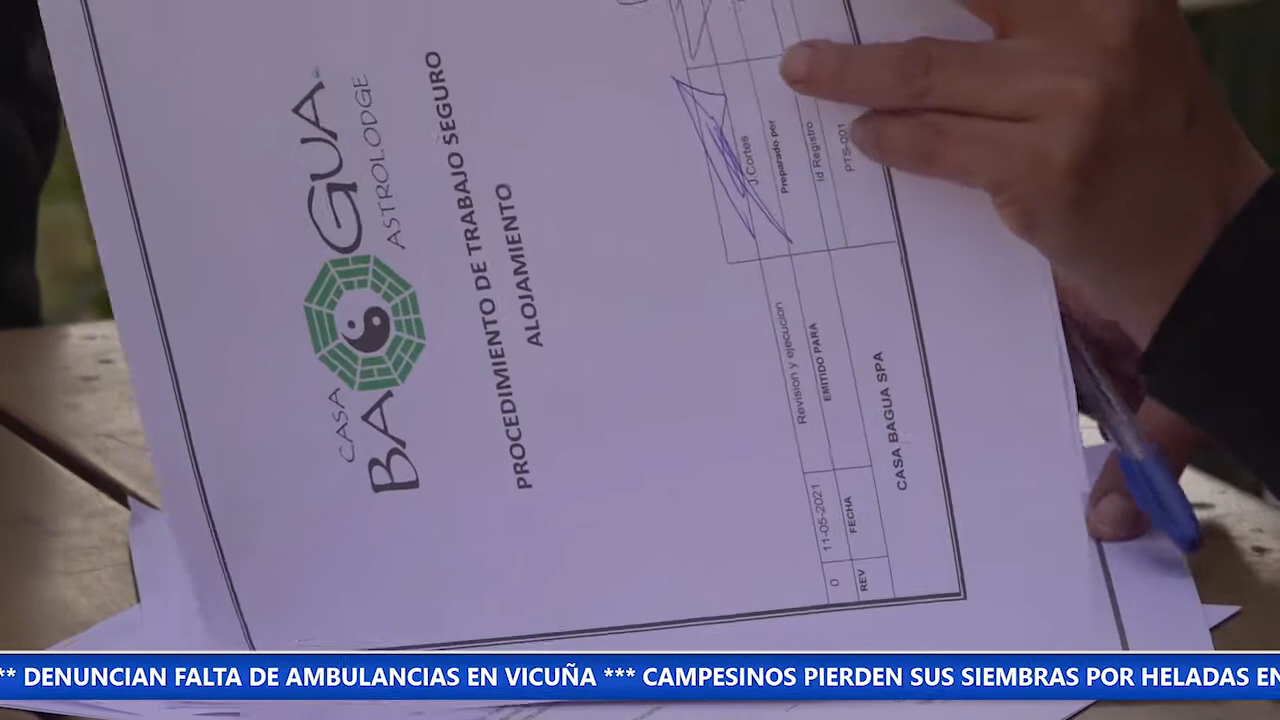 CASA
BAGUA
ASTROLODGE
PROCEDIMIENTO DE TRABAJO SEGURO
ALOJAMIENTO
0 11-05-2021 Revision y ejecucion J.Cortes
REV FECHA EMITIDO PARA Preparado por
Id Registro
CASA BAGUA SPA PTS-001
** DENUNCIAN FALTA DE AMBULANCIAS EN VICUÑA *** CAMPESINOS PIERDEN SUS SIEMBRAS POR HELADAS EN